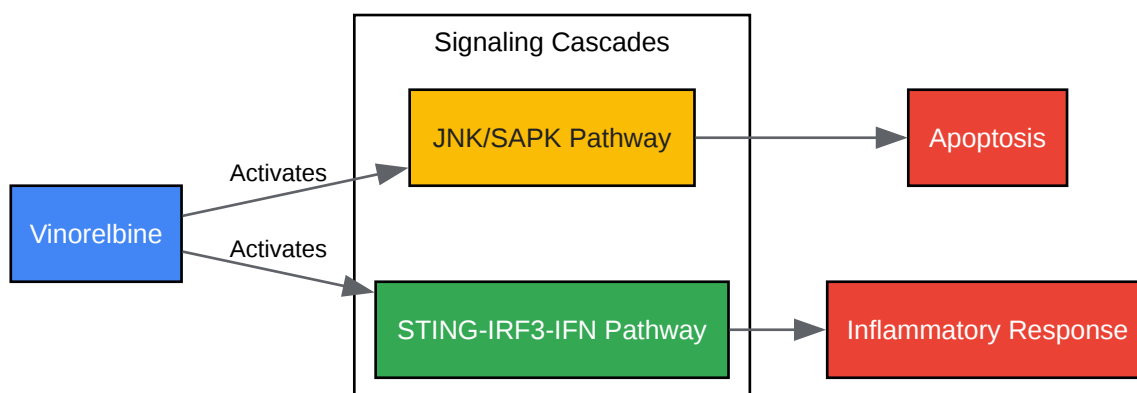 Signaling Cascades
JNK/SAPK Pathway
Apoptosis
Activates
Vinorelbine
Activates
STING-IRF3-IFN Pathway
Inflammatory Response